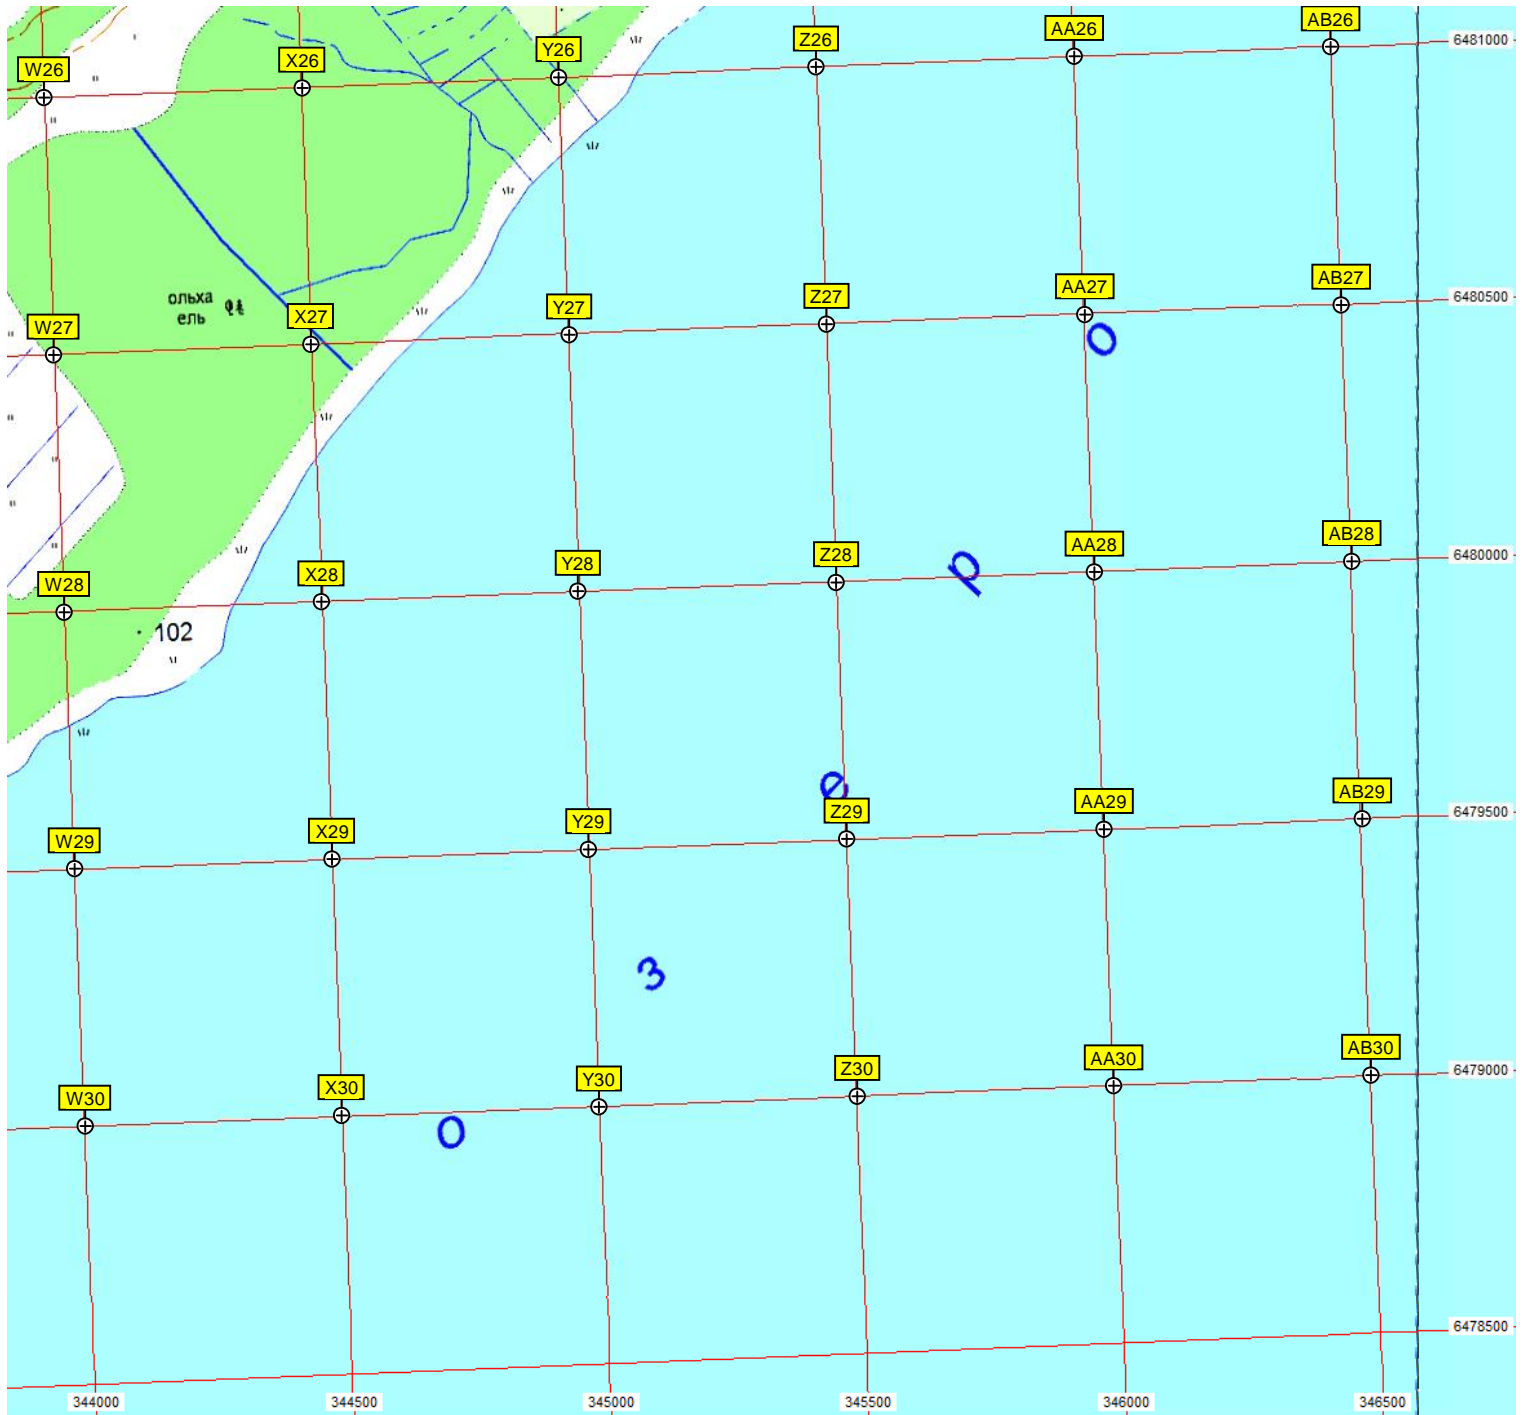 W26 X26 Y26 Z26 AA26 AB26 6481000
ольха
ель
W27 X27 Y27 Z27 AA27 AB27 6480500
о
W28 X28 Y28 Z28 AA28 AB28 6480000
р
102
е
W29 X29 Y29 Z29 AA29 AB29 6479500
з
W30 X30 Y30 Z30 AA30 AB30 6479000
О
6478500
344000 344500 345000 345500 346000 346500